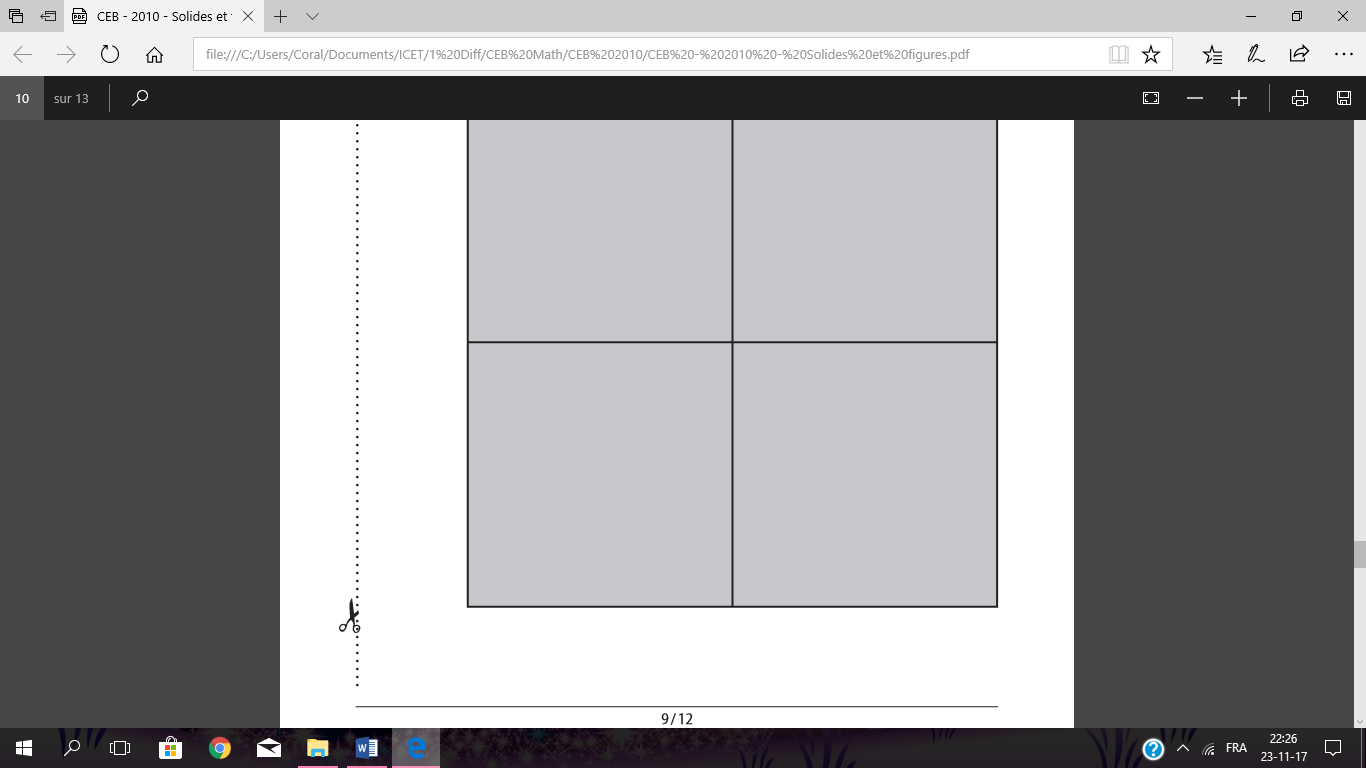 CEB - 2010 - Solides et
file:///C:/Users/Coral/Documents/ICET/1%20Diff/CEB%20Math/CEB%202010/CEB%20-%202010%20-%20Solides%20et%20figures.pdf
10 sur 13
9/12
FRA
22:26
23-11-17